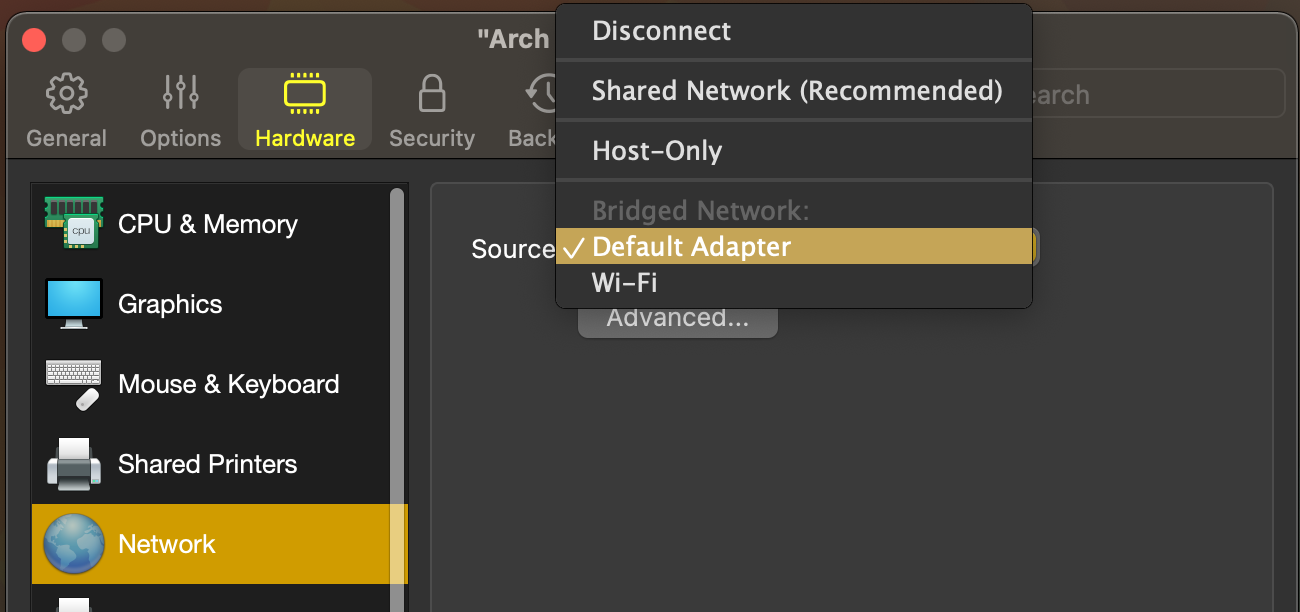 "Arch
General
Options
Hardware
Security
Back
earch
CPU & Memory
cpu
Graphics
Mouse & Keyboard
Shared Printers
Network
Source
Disconnect
Shared Network (Recommended)
Host-Only
Bridged Network:
✓ Default Adapter
Wi-Fi
Advanced...